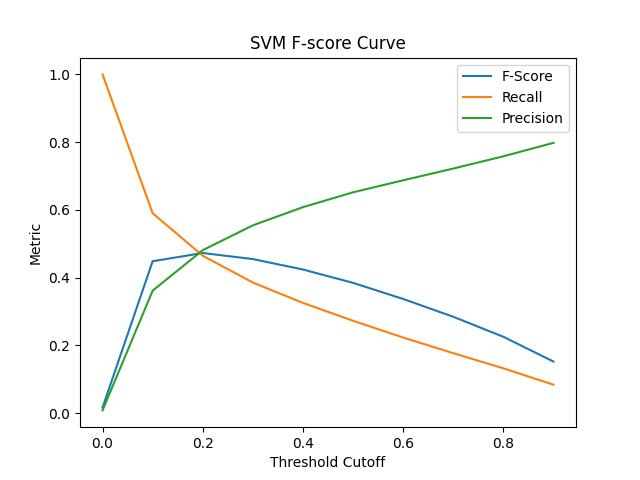 SVM F-score Curve
F-Score
Recall
Precision
1.0
0.8
0.6
0.4
0.2
0.0
Metric
0.0 0.2 0.4 0.6 0.8
Threshold Cutoff